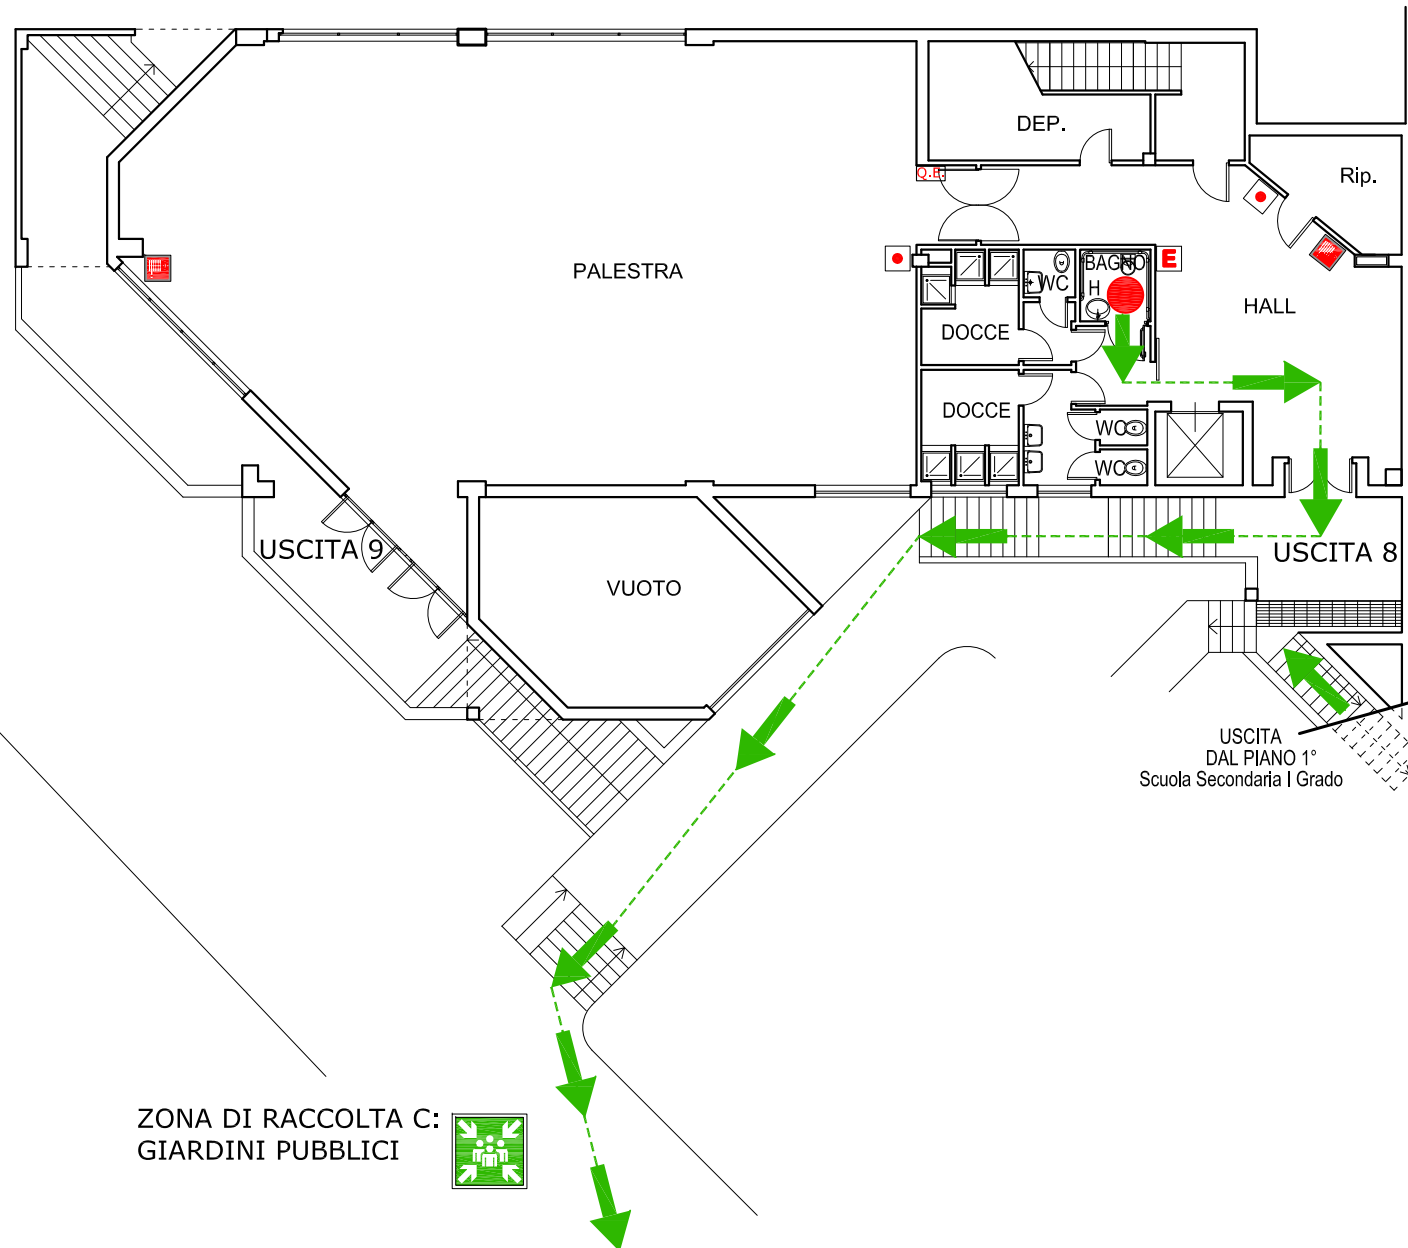 DEP.
Rip.
Q.E.
PALESTRA
WC
BAGNO
H
E
HALL
DOCCE
DOCCE
WC
WC
USCITA 9
USCITA 8
VUOTO
USCITA
DAL PIANO 1°
Scuola Secondaria I Grado
ZONA DI RACCOLTA C:
GIARDINI PUBBLICI